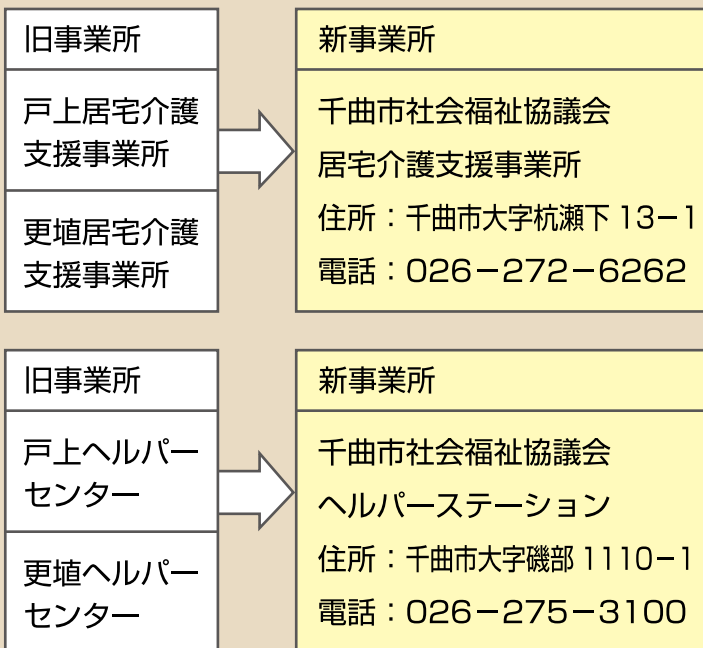 旧事業所
戸上居宅介護
支援事業所
更埴居宅介護
支援事業所
新事業所
千曲市社会福祉協議会
居宅介護支援事業所
住所：千曲市大字杭瀬下 13−1
電話：026−272−6262
旧事業所
戸上ヘルパー
センター
更埴ヘルパー
センター
新事業所
千曲市社会福祉協議会
ヘルパーステーション
住所：千曲市大字磯部 1110−1
電話：026−275−3100